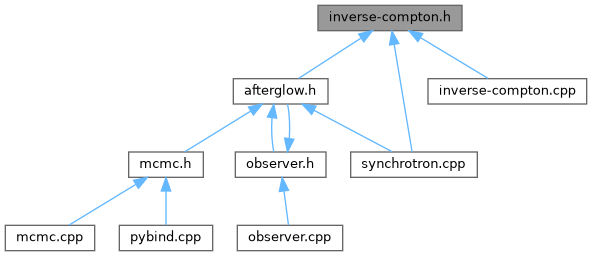 inverse-compton.h
afterglow.h
inverse-compton.cpp
mcmc.h
observer.h
synchrotron.cpp
mcmc.cpp
pybind.cpp
observer.cpp